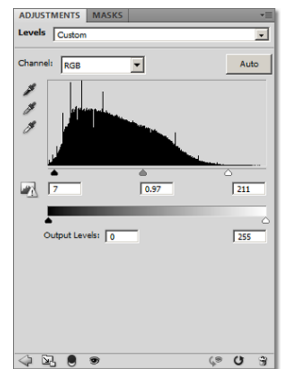 ADJUSTMENTS MASKS
Levels Custom
Channel: RGB Auto
7 0.97 211
Output Levels: 0 255